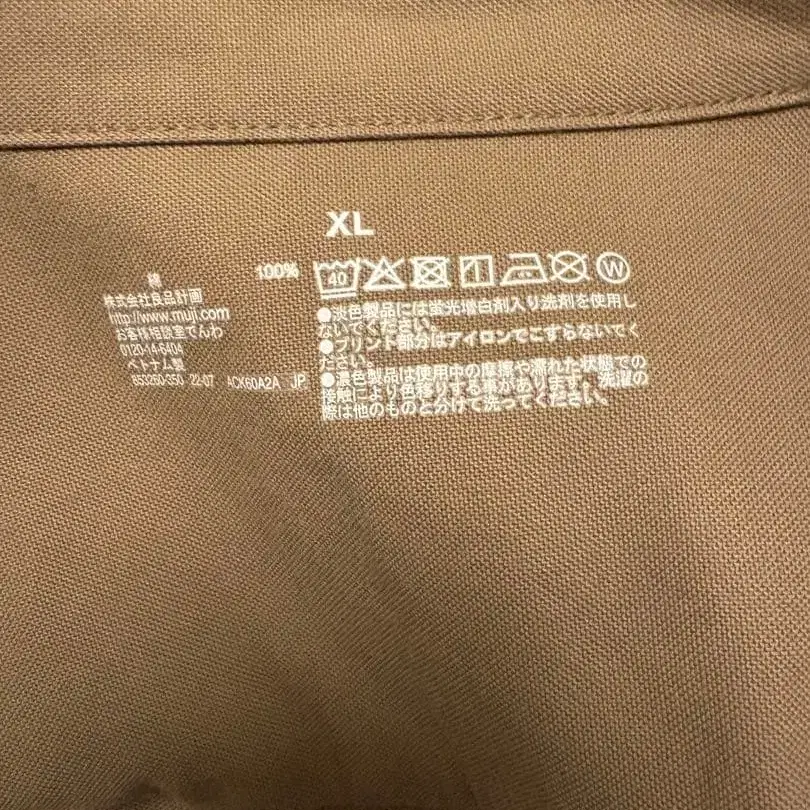 XL
綿 100%
株式会社良品計画
http://www.muji.com
お客様相談室でんわ
0120-14-6404
ベトナム製
853260-350 22-07 ACK60A2A JP
40
W
●淡色製品には蛍光増白剤入り洗剤を使用し
ないでください。
●プリント部分はアイロンでこすらないでく
ださい。
●濃色製品は使用中の摩擦や濡れた状態での
接触により色移りする事があります。洗濯の
際は他のものと分けて洗ってください。